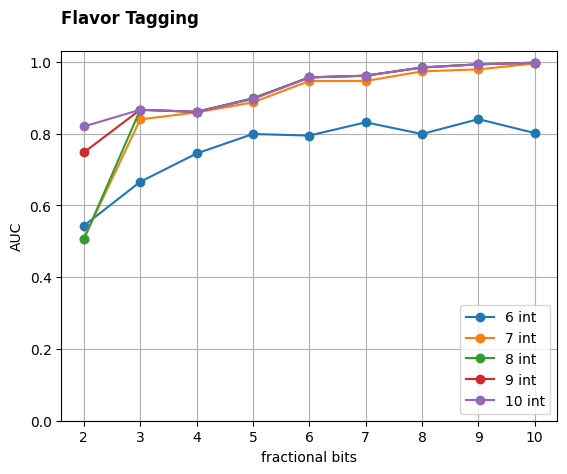 Flavor Tagging
1.0
0.8
0.6
0.4
0.2
0.0
AUC
2 3 4 5 6 7 8 9 10
fractional bits
6 int
7 int
8 int
9 int
10 int